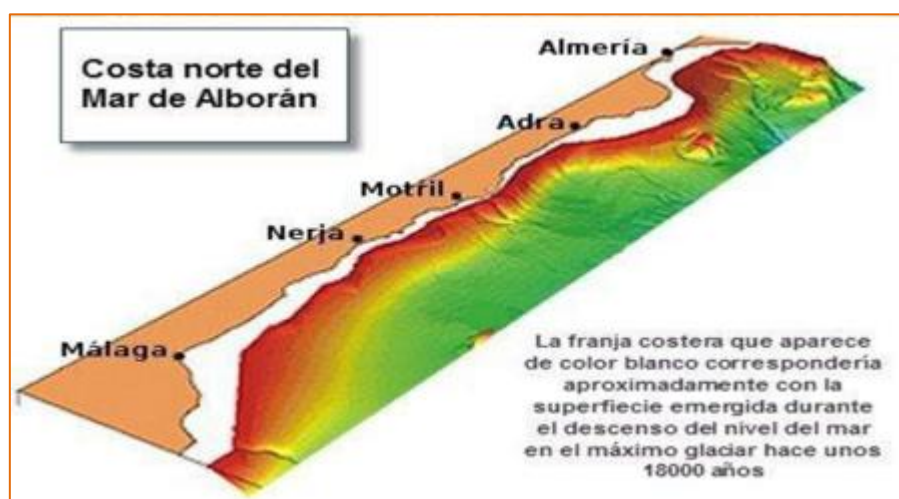 Costa norte del
Mar de Alborán
Almería
Adra
Motŕil
Nerja
Málaga
La franja costera que aparece
de color blanco correspondería
aproximadamente con la
superfiecie emergida durante
el descenso del nivel del mar
en el máximo glaciar hace unos
18000 años